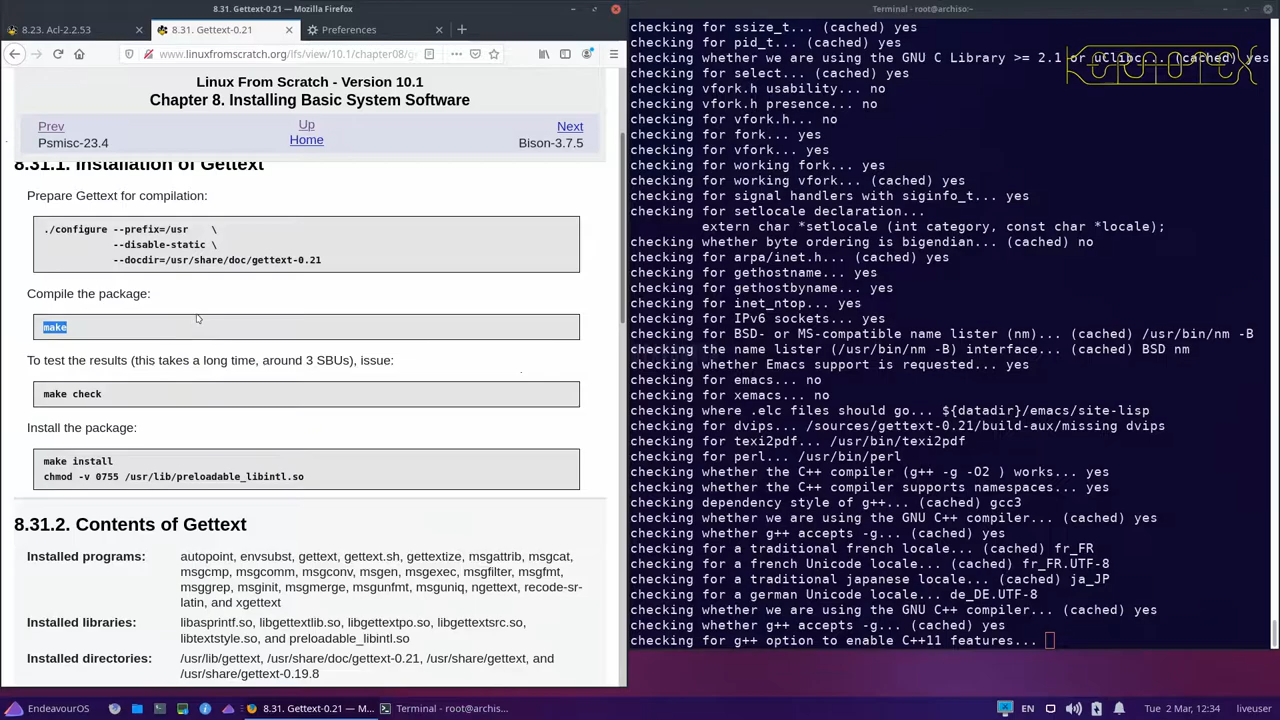 8.31. Gettext-0.21 — Mozilla Firefox
8.23. Acl-2.2.53
8.31. Gettext-0.21
Preferences
www.linuxfromscratch.org/lfs/view/10.1/chapter08/ge
Linux From Scratch - Version 10.1
Chapter 8. Installing Basic System Software
Prev
Up
Next
Psmisc-23.4
Home
Bison-3.7.5
8.31.1. Installation of Gettext
Prepare Gettext for compilation:
./configure --prefix=/usr    \
            --disable-static \
            --docdir=/usr/share/doc/gettext-0.21
Compile the package:
make
To test the results (this takes a long time, around 3 SBUs), issue:
make check
Install the package:
make install
chmod -v 0755 /usr/lib/preloadable_libintl.so
8.31.2. Contents of Gettext
Installed programs: autopoint, envsubst, gettext, gettext.sh, gettextize, msgattrib, msgcat,
msgcmp, msgcomm, msgconv, msgen, msgexec, msgfilter, msgfmt,
msggrep, msginit, msgmerge, msgunfmt, msguniq, ngettext, recode-sr-
latin, and xgettext
Installed libraries: libasprintf.so, libgettextlib.so, libgettextpo.so, libgettextsrc.so,
libtextstyle.so, and preloadable_libintl.so
Installed directories: /usr/lib/gettext, /usr/share/doc/gettext-0.21, /usr/share/gettext, and
/usr/share/gettext-0.19.8
Terminal - root@archiso:~
checking for ssize_t... (cached) yes
checking for pid_t... (cached) yes
checking whether we are using the GNU C Library >= 2.1 or uClibc... (cached) yes
checking for select... (cached) yes
checking vfork.h usability... no
checking vfork.h presence... no
checking for vfork.h... no
checking for fork... yes
checking for vfork... yes
checking for working fork... yes
checking for working vfork... (cached) yes
checking for signal handlers with siginfo_t... yes
checking for setlocale declaration...
         extern char *setlocale (int category, const char *locale);
checking whether byte ordering is bigendian... (cached) no
checking for arpa/inet.h... (cached) yes
checking for gethostname... yes
checking for gethostbyname... yes
checking for inet_ntop... yes
checking for IPv6 sockets... yes
checking for BSD- or MS-compatible name lister (nm)... (cached) /usr/bin/nm -B
checking the name lister (/usr/bin/nm -B) interface... (cached) BSD nm
checking whether Emacs support is requested... yes
checking for emacs... no
checking for xemacs... no
checking where .elc files should go... ${datadir}/emacs/site-lisp
checking for dvips... /sources/gettext-0.21/build-aux/missing dvips
checking for texi2pdf... /usr/bin/texi2pdf
checking for perl... /usr/bin/perl
checking whether the C++ compiler (g++ -g -O2 ) works... yes
checking whether the C++ compiler supports namespaces... yes
checking dependency style of g++... (cached) gcc3
checking whether we are using the GNU C++ compiler... (cached) yes
checking whether g++ accepts -g... (cached) yes
checking for a traditional french locale... (cached) fr_FR
checking for a french Unicode locale... (cached) fr_FR.UTF-8
checking for a traditional japanese locale... (cached) ja_JP
checking for a german Unicode locale... de_DE.UTF-8
checking whether we are using the GNU C++ compiler... (cached) yes
checking whether g++ accepts -g... (cached) yes
checking for g++ option to enable C++11 features...
EndeavourOS
8.31. Gettext-0.21 — M...
Terminal - root@archis...
EN
Tue 2 Mar, 12:34
liveuser